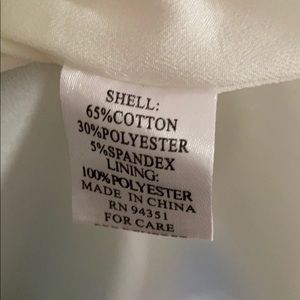 SHELL:
65%COTTON
30%POLYESTER
5%SPANDEX
LINING:
100%POLYESTER
MADE IN CHINA
RN 94351
FOR CARE